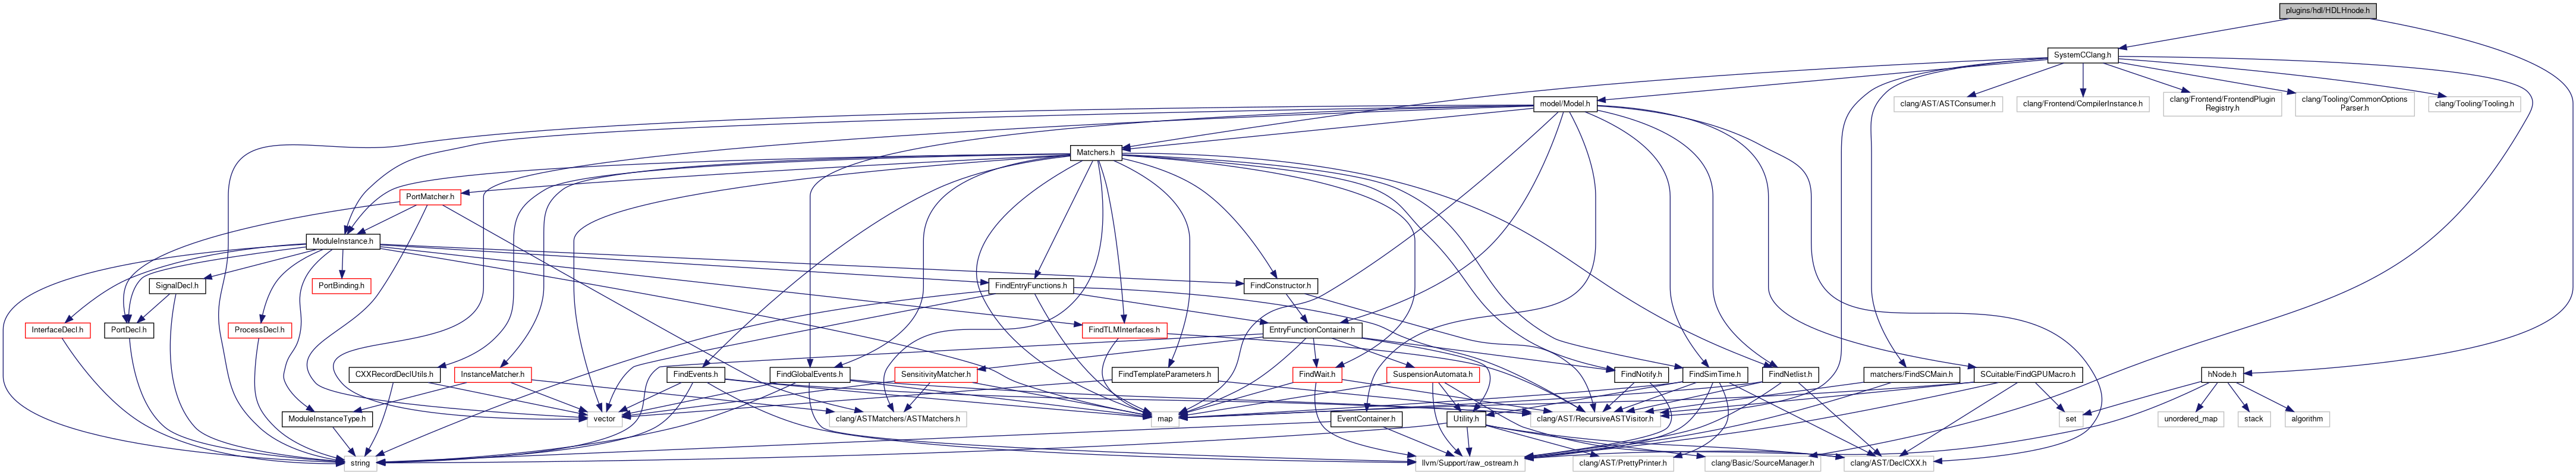 plugins/hdl/HDLHnode.h
SystemCClang.h
model/Model.h
clang/AST/ASTConsumer.h
clang/Frontend/CompilerInstance.h
clang/Frontend/FrontendPlugin
Registry.h
clang/Tooling/CommonOptions
Parser.h
clang/Tooling/Tooling.h
Matchers.h
PortMatcher.h
ModuleInstance.h
SignalDecl.h
PortBinding.h
FindEntryFunctions.h
FindConstructor.h
InterfaceDecl.h
PortDecl.h
ProcessDecl.h
FindTLMInterfaces.h
EntryFunctionContainer.h
CXXRecordDeclUtils.h
InstanceMatcher.h
FindEvents.h
FindGlobalEvents.h
SensitivityMatcher.h
FindTemplateParameters.h
FindWait.h
SuspensionAutomata.h
FindNotify.h
FindSimTime.h
FindNetlist.h
matchers/FindSCMain.h
SCuitable/FindGPUMacro.h
hNode.h
ModuleInstanceType.h
vector
clang/ASTMatchers/ASTMatchers.h
map
EventContainer.h
Utility.h
clang/AST/RecursiveASTVisitor.h
set
unordered_map
stack
algorithm
string
llvm/Support/raw_ostream.h
clang/AST/PrettyPrinter.h
clang/Basic/SourceManager.h
clang/AST/DeclCXX.h